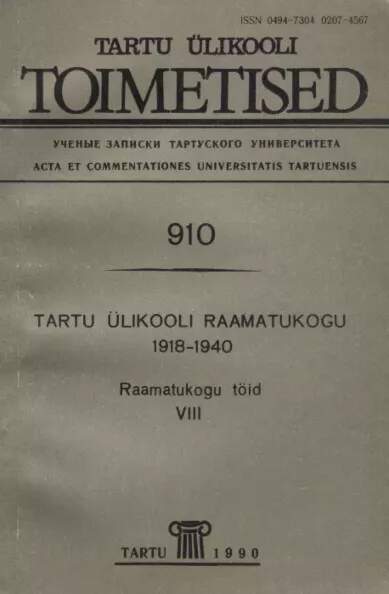 ISSN 0494-7304 0207-4567
TARTU ÜLIKOOLI
TOIMETISED
УЧЕНЫЕ ЗАПИСКИ ТАРТУСКОГО УНИВЕРСИТЕТА
ACTA ET COMMENTATIONES UNIVERSITATIS TARTUENSIS
910
TARTU ÜLIKOOLI RAAMATUKOGU
1918-1940
Raamatukogu töid
VIII
TARTU 1990